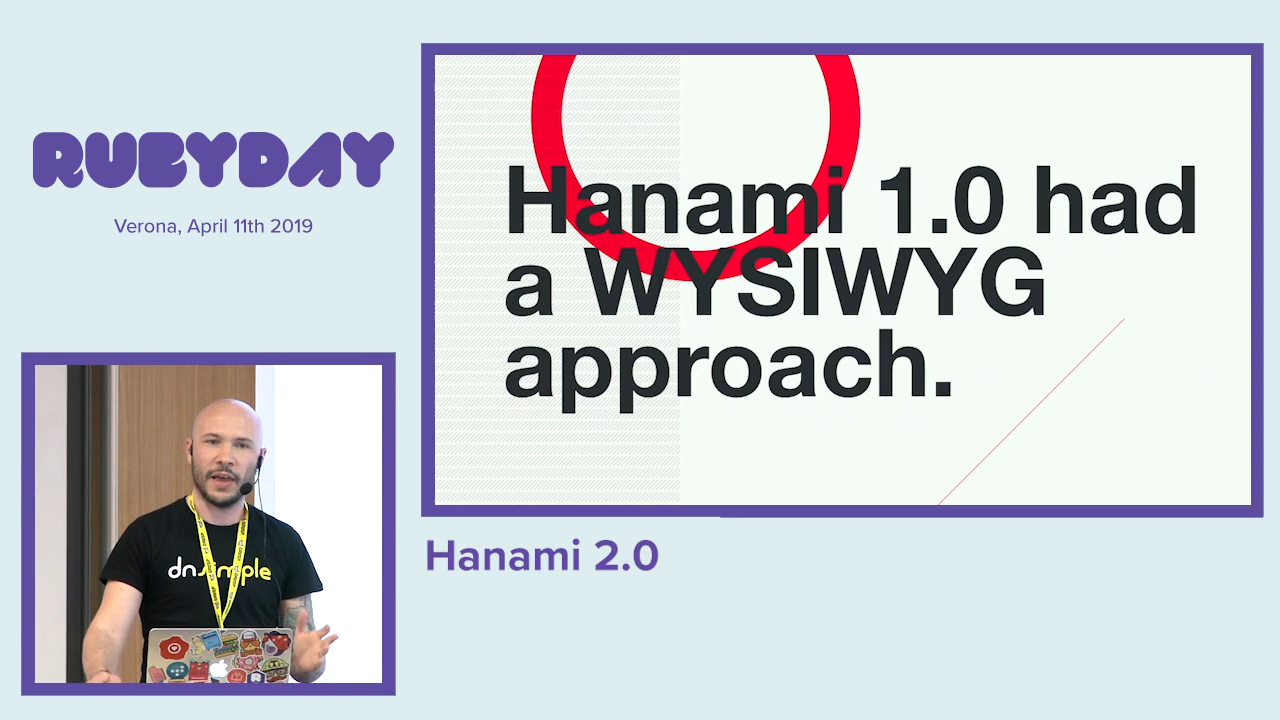 RUBYDAY
Verona, April 11th 2019
Hanami 1.0 had
a WYSIWYG
approach.
dnsimple
Hanami 2.0